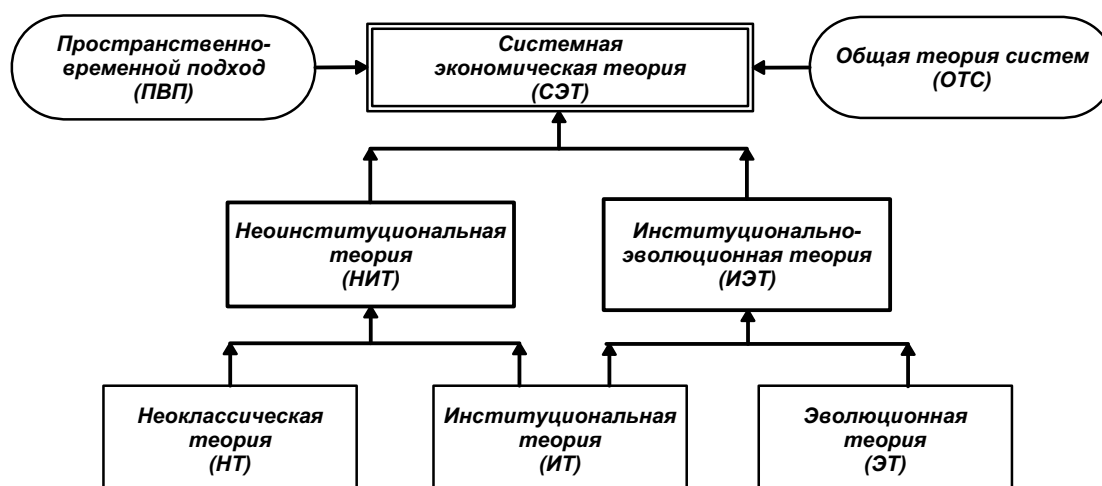 Пространственно-
временной подход
(ПВП)
Системная
экономическая теория
(СЭТ)
Общая теория систем
(ОТС)
Неоинституциональная
теория
(НИТ)
Институционально-
эволюционная теория
(ИЭТ)
Неоклассическая
теория
(НТ)
Институциональная
теория
(ИТ)
Эволюционная
теория
(ЭТ)